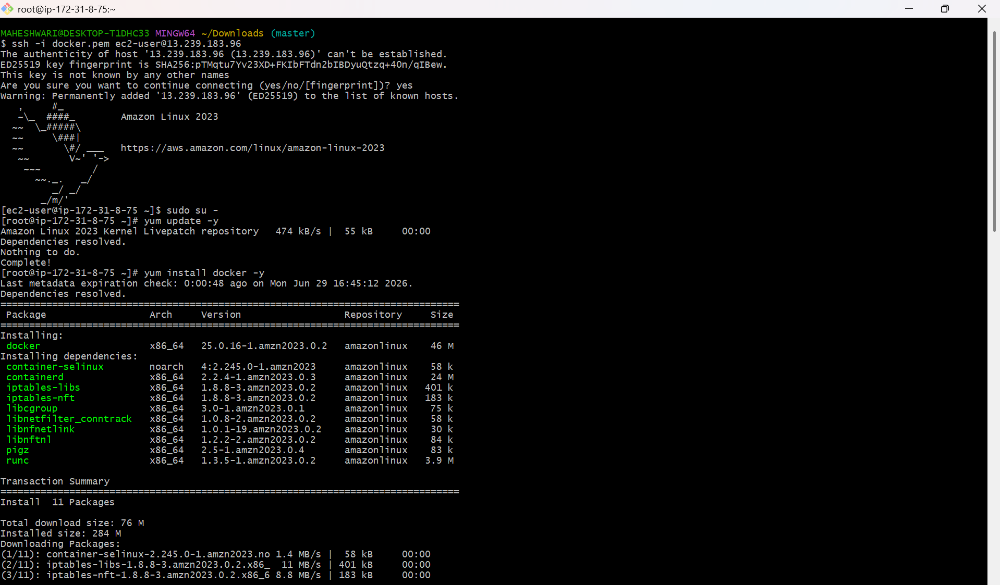 root@ip-172-31-8-75:~
MAHESHWARI@DESKTOP-T1DHC33 MINGW64 ~/Downloads (master)
$ ssh -i docker.pem ec2-user@13.239.183.96
The authenticity of host '13.239.183.96 (13.239.183.96)' can't be established.
ED25519 key fingerprint is SHA256:pTMqtu7Yv23XD+FKIbFTdn2bIBDyuQtzq+4On/qIBew.
This key is not known by any other names
Are you sure you want to continue connecting (yes/no/[fingerprint])? yes
Warning: Permanently added '13.239.183.96' (ED25519) to the list of known hosts.
   ,     #_
   ~\_  ####_        Amazon Linux 2023
  ~~  \_#####\
  ~~     \###|
  ~~       \#/ ___   https://aws.amazon.com/linux/amazon-linux-2023
   ~~       V~' '->
    ~~~         /
      ~~._.   _/
         _/ _/
       _/m/'
[ec2-user@ip-172-31-8-75 ~]$ sudo su -
[root@ip-172-31-8-75 ~]# yum update -y
Amazon Linux 2023 Kernel Livepatch repository   474 kB/s |  55 kB     00:00
Dependencies resolved.
Nothing to do.
Complete!
[root@ip-172-31-8-75 ~]# yum install docker -y
Last metadata expiration check: 0:00:48 ago on Mon Jun 29 16:45:12 2026.
Dependencies resolved.
================================================================================
 Package                  Arch     Version                  Repository     Size
================================================================================
Installing:
 docker                   x86_64   25.0.16-1.amzn2023.0.2   amazonlinux    46 M
Installing dependencies:
 container-selinux        noarch   4:2.245.0-1.amzn2023     amazonlinux    58 k
 containerd               x86_64   2.2.4-1.amzn2023.0.3     amazonlinux    24 M
 iptables-libs            x86_64   1.8.8-3.amzn2023.0.2     amazonlinux   401 k
 iptables-nft             x86_64   1.8.8-3.amzn2023.0.2     amazonlinux   183 k
 libcgroup                x86_64   3.0-1.amzn2023.0.1       amazonlinux    75 k
 libnetfilter_conntrack   x86_64   1.0.8-2.amzn2023.0.2     amazonlinux    58 k
 libnfnetlink             x86_64   1.0.1-19.amzn2023.0.2    amazonlinux    30 k
 libnftnl                 x86_64   1.2.2-2.amzn2023.0.2     amazonlinux    84 k
 pigz                     x86_64   2.5-1.amzn2023.0.4       amazonlinux    83 k
 runc                     x86_64   1.3.5-1.amzn2023.0.2     amazonlinux   3.9 M
Transaction Summary
================================================================================
Install  11 Packages
Total download size: 76 M
Installed size: 284 M
Downloading Packages:
(1/11): container-selinux-2.245.0-1.amzn2023.no 1.4 MB/s |  58 kB     00:00
(2/11): iptables-libs-1.8.8-3.amzn2023.0.2.x86_  11 MB/s | 401 kB     00:00
(3/11): iptables-nft-1.8.8-3.amzn2023.0.2.x86_6 8.8 MB/s | 183 kB     00:00